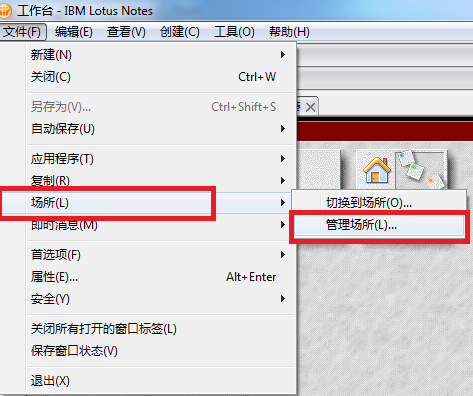 工作台 - IBM Lotus Notes
文件(F) 编辑(E) 查看(V) 创建(C) 工具(O) 帮助(H)
新建(N)
关闭(C) Ctrl+W
另存为(V)... Ctrl+Shift+S
自动保存(U)
应用程序(T)
复制(R)
场所(L)
切换到场所(O)...
即时消息(M)
管理场所(L)...
首选项(F)
属性(E)... Alt+Enter
安全(Y)
关闭所有打开的窗口标签(L)
保存窗口状态(V)
退出(X)